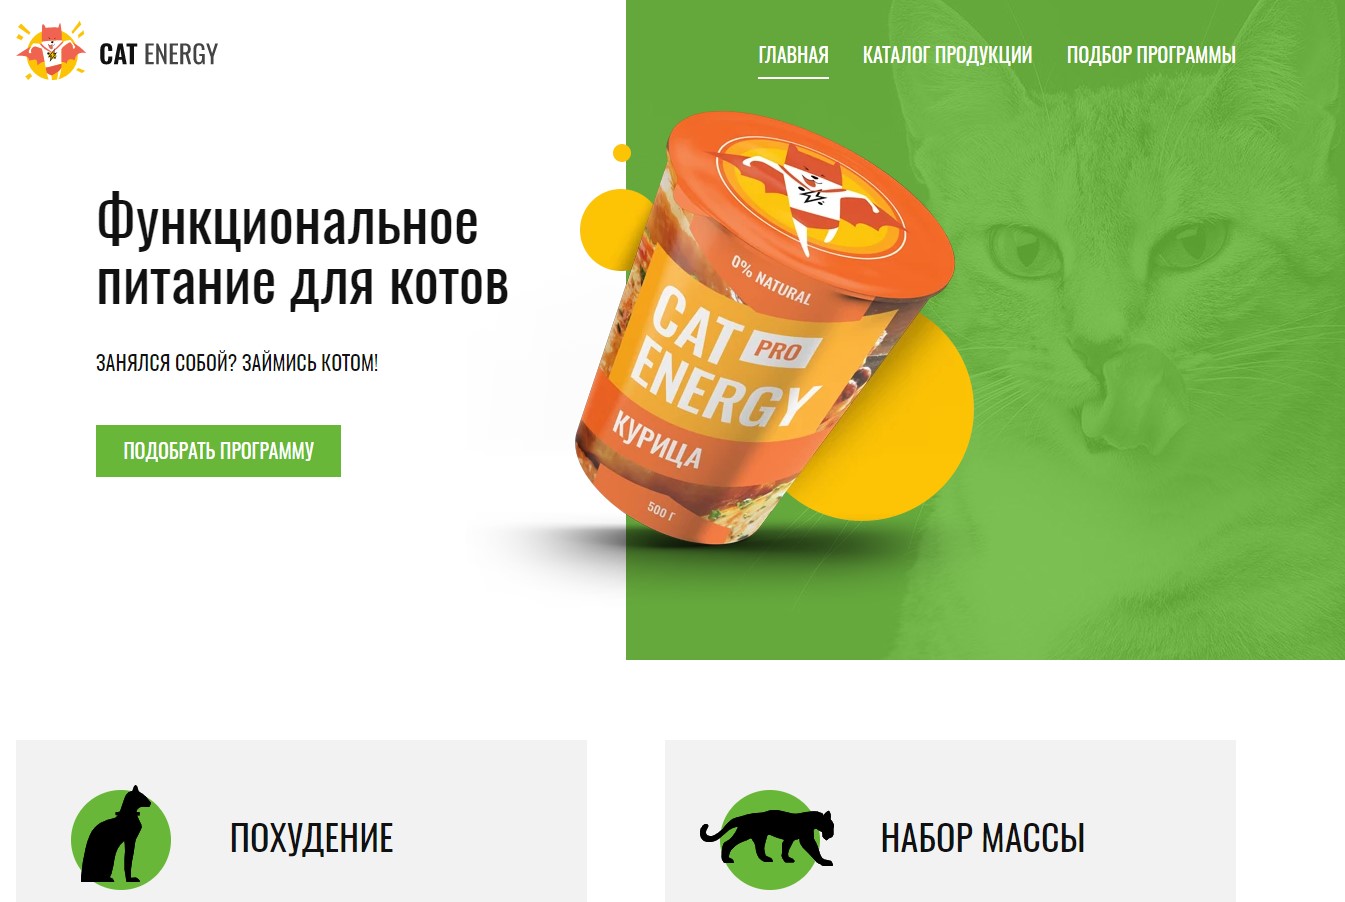 CAT ENERGY
ГЛАВНАЯ КАТАЛОГ ПРОДУКЦИИ ПОДБОР ПРОГРАММЫ
Функциональное
питание для котов
ЗАНЯЛСЯ СОБОЙ? ЗАЙМИСЬ КОТОМ!
ПОДОБРАТЬ ПРОГРАММУ
0% NATURAL
CAT PRO
ENERGY
КУРИЦА
500 Г
ПОХУДЕНИЕ
НАБОР МАССЫ